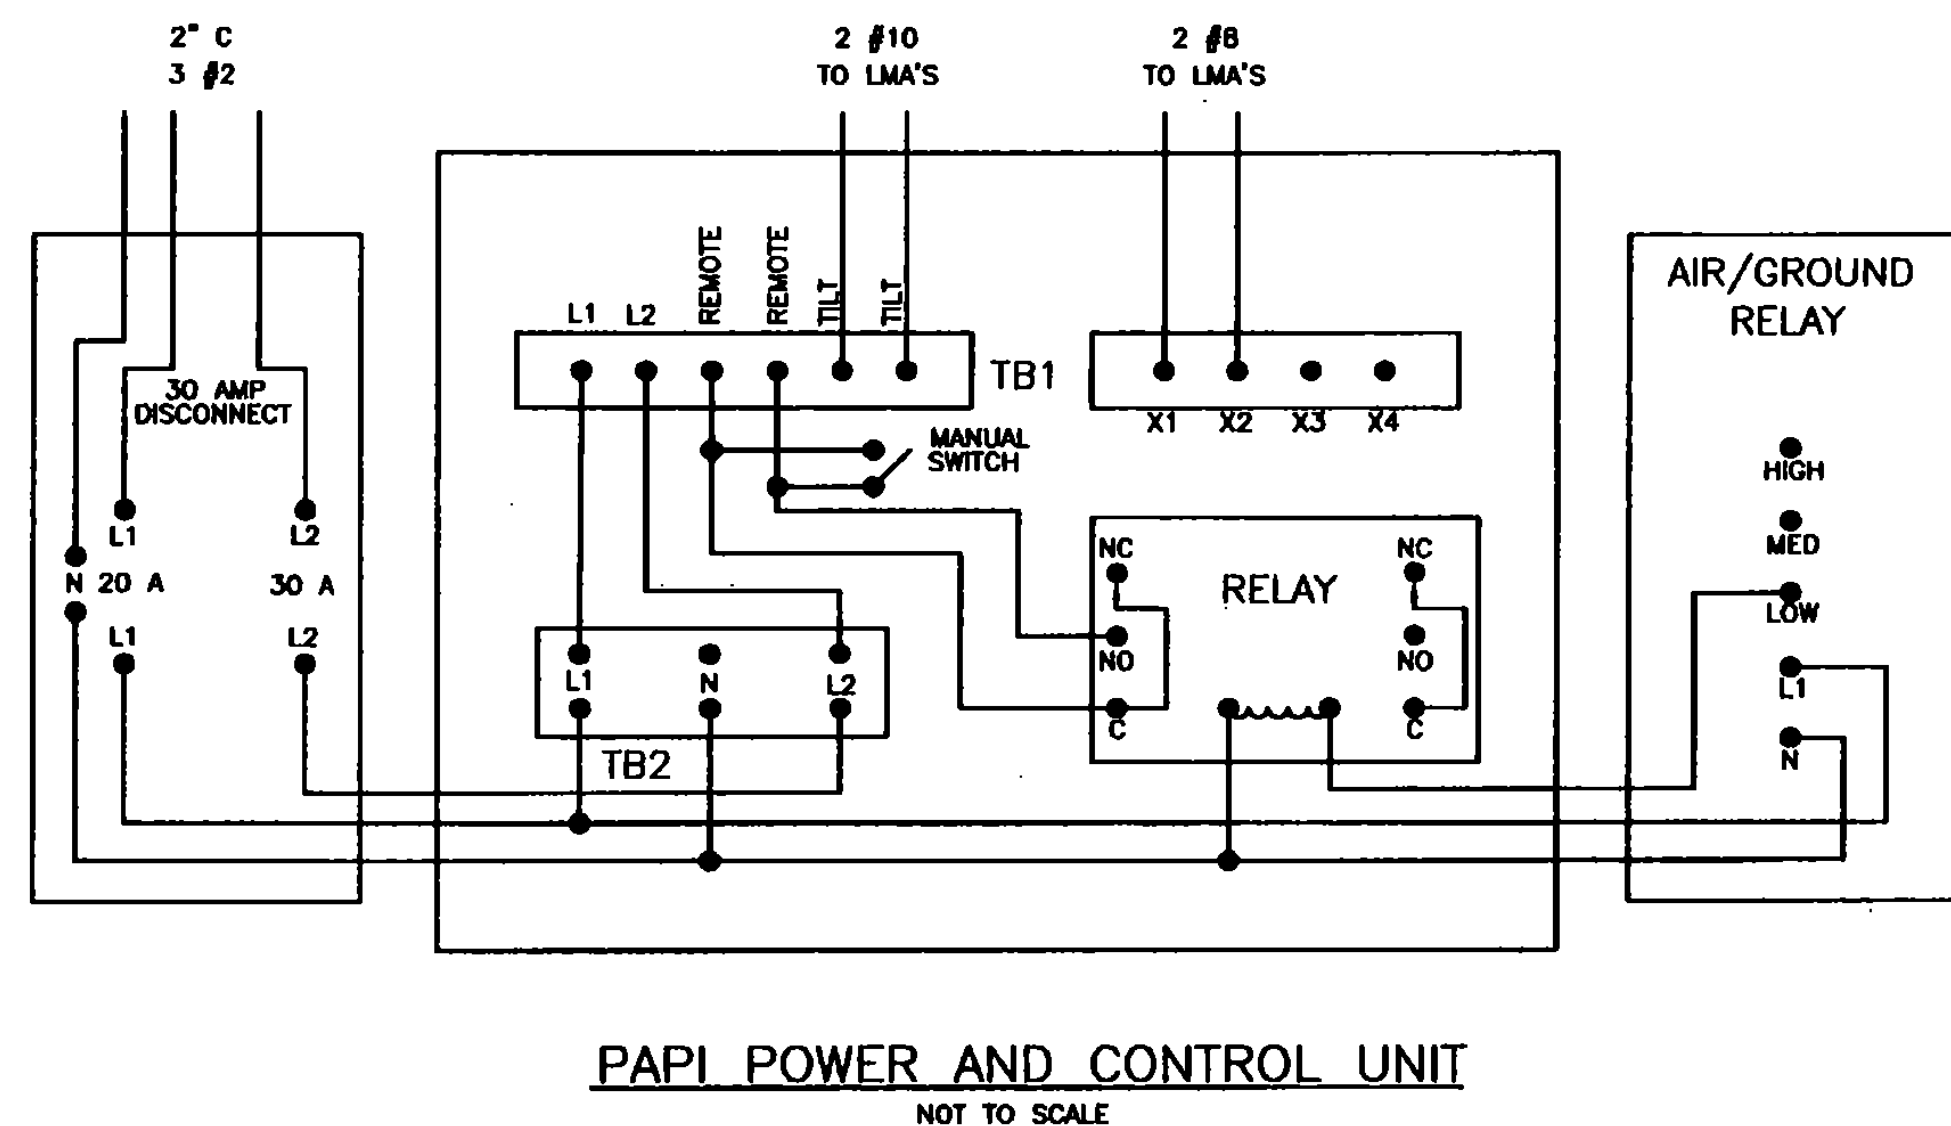 2" C
3 #2
2 #10
TO LMA'S
2 #8
TO LMA'S
30 AMP
DISCONNECT
L1
L2
N 20 A
30 A
L1
L2
L1 L2 REMOTE REMOTE TILT TILT
TB1
X1 X2 X3 X4
MANUAL
SWITCH
L1 N L2
TB2
RELAY
NC
NO
C
NC
NO
C
AIR/GROUND
RELAY
HIGH
MED
LOW
L1
N
PAPI POWER AND CONTROL UNIT
NOT TO SCALE